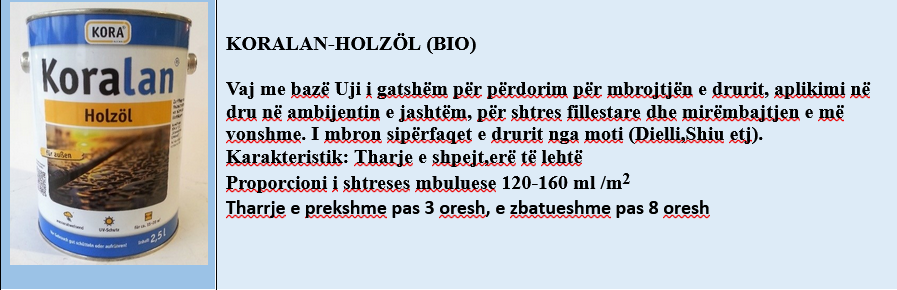 KORA
Koralan®
Holzöl
für außen
UV-Schutz
Inhalt 2,5 l
KORALAN-HOLZÖL (BIO)
Vaj me bazë Uji i gatshëm për përdorim për mbrojtjën e drurit, aplikimi në
dru në ambijentin e jashtëm, për shtres fillestare dhe mirëmbajtjen e më
vonshme. I mbron sipërfaqet e drurit nga moti (Dielli,Shiu etj).
Karakteristik: Tharje e shpejt,erë të lehtë
Proporcioni i shtreses mbuluese 120-160 ml /m²
Tharrje e prekshme pas 3 oresh, e zbatueshme pas 8 oresh